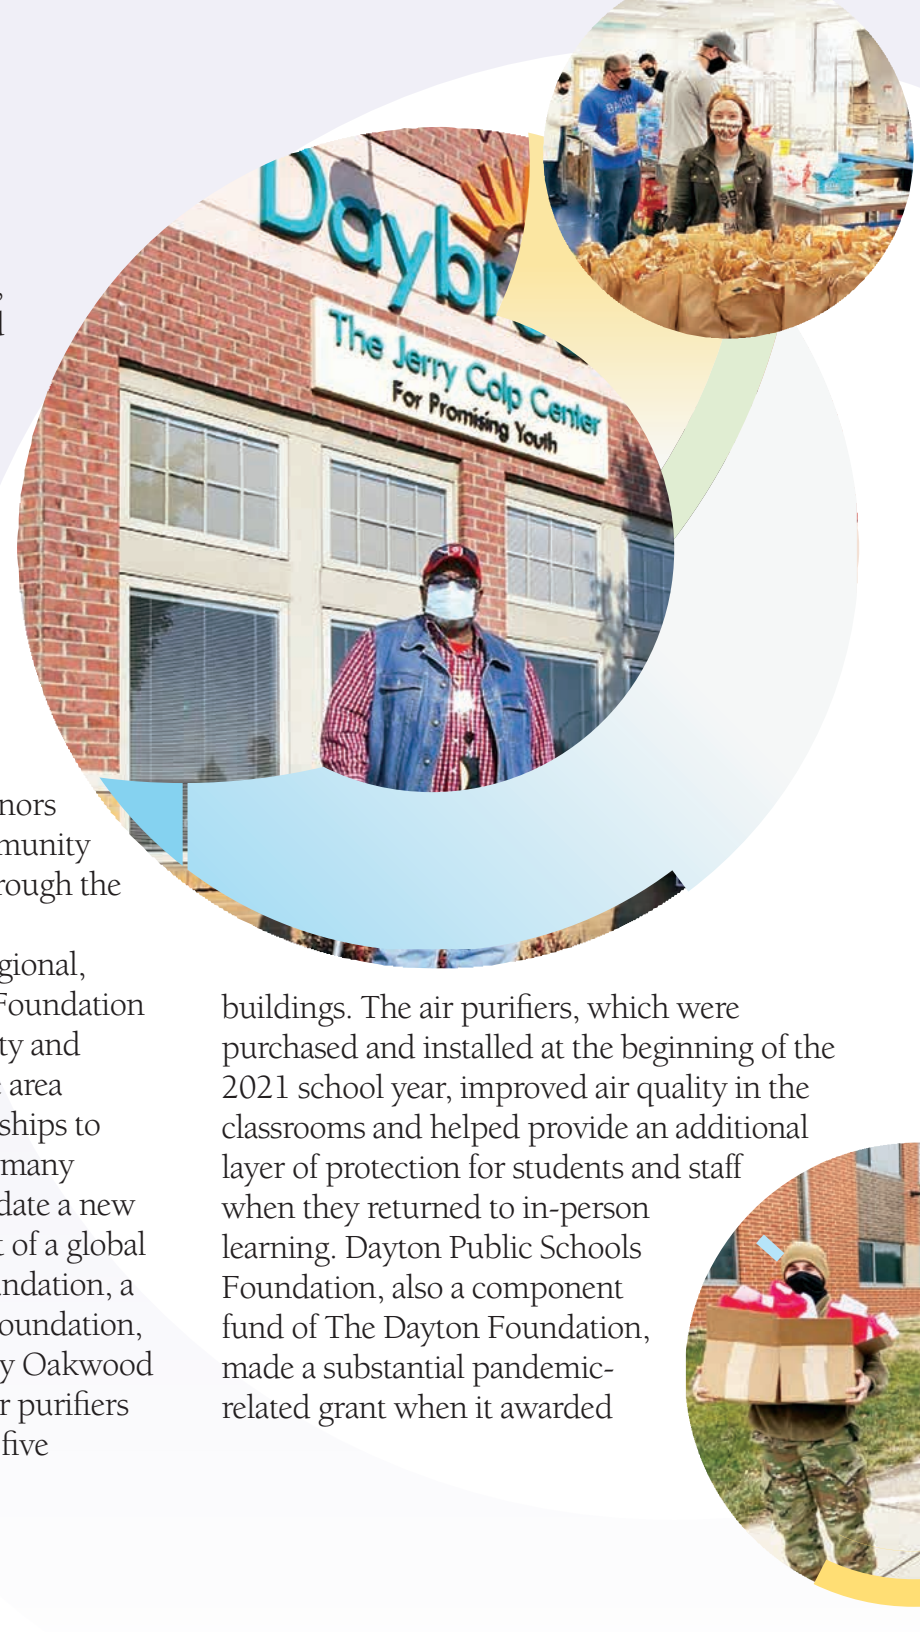 Daybr
The Jerry Colp Center
For Promising Youth
nors
munity
rough the
gional,
Foundation
ty and
area
ships to
many
date a new
t of a global
ndation, a
oundation,
y Oakwood
r purifiers
five
buildings. The air purifiers, which were
purchased and installed at the beginning of the
2021 school year, improved air quality in the
classrooms and helped provide an additional
layer of protection for students and staff
when they returned to in-person
learning. Dayton Public Schools
Foundation, also a component
fund of The Dayton Foundation,
made a substantial pandemic-
related grant when it awarded